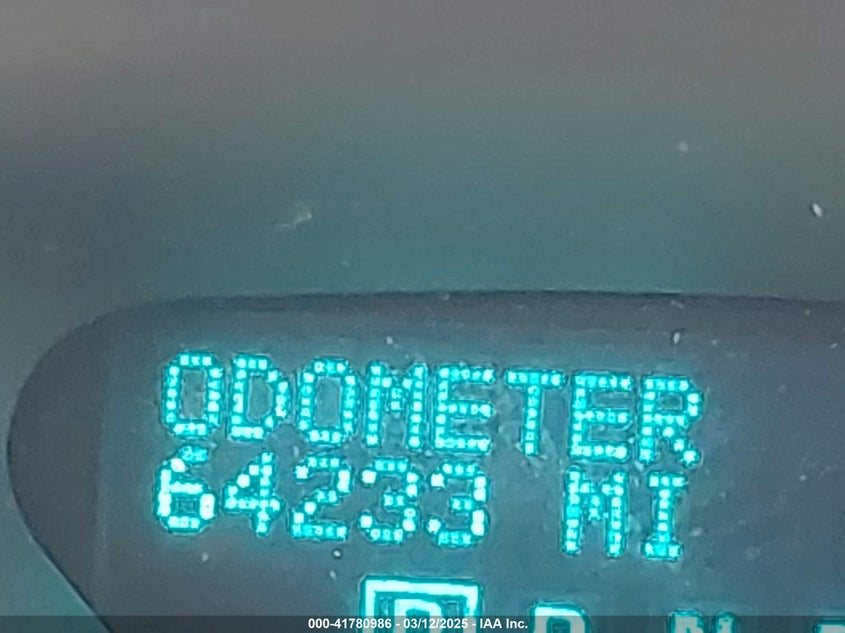 ODOMETER
64233 MI
P R N
000-41780986 - 03/12/2025 - IAA Inc.